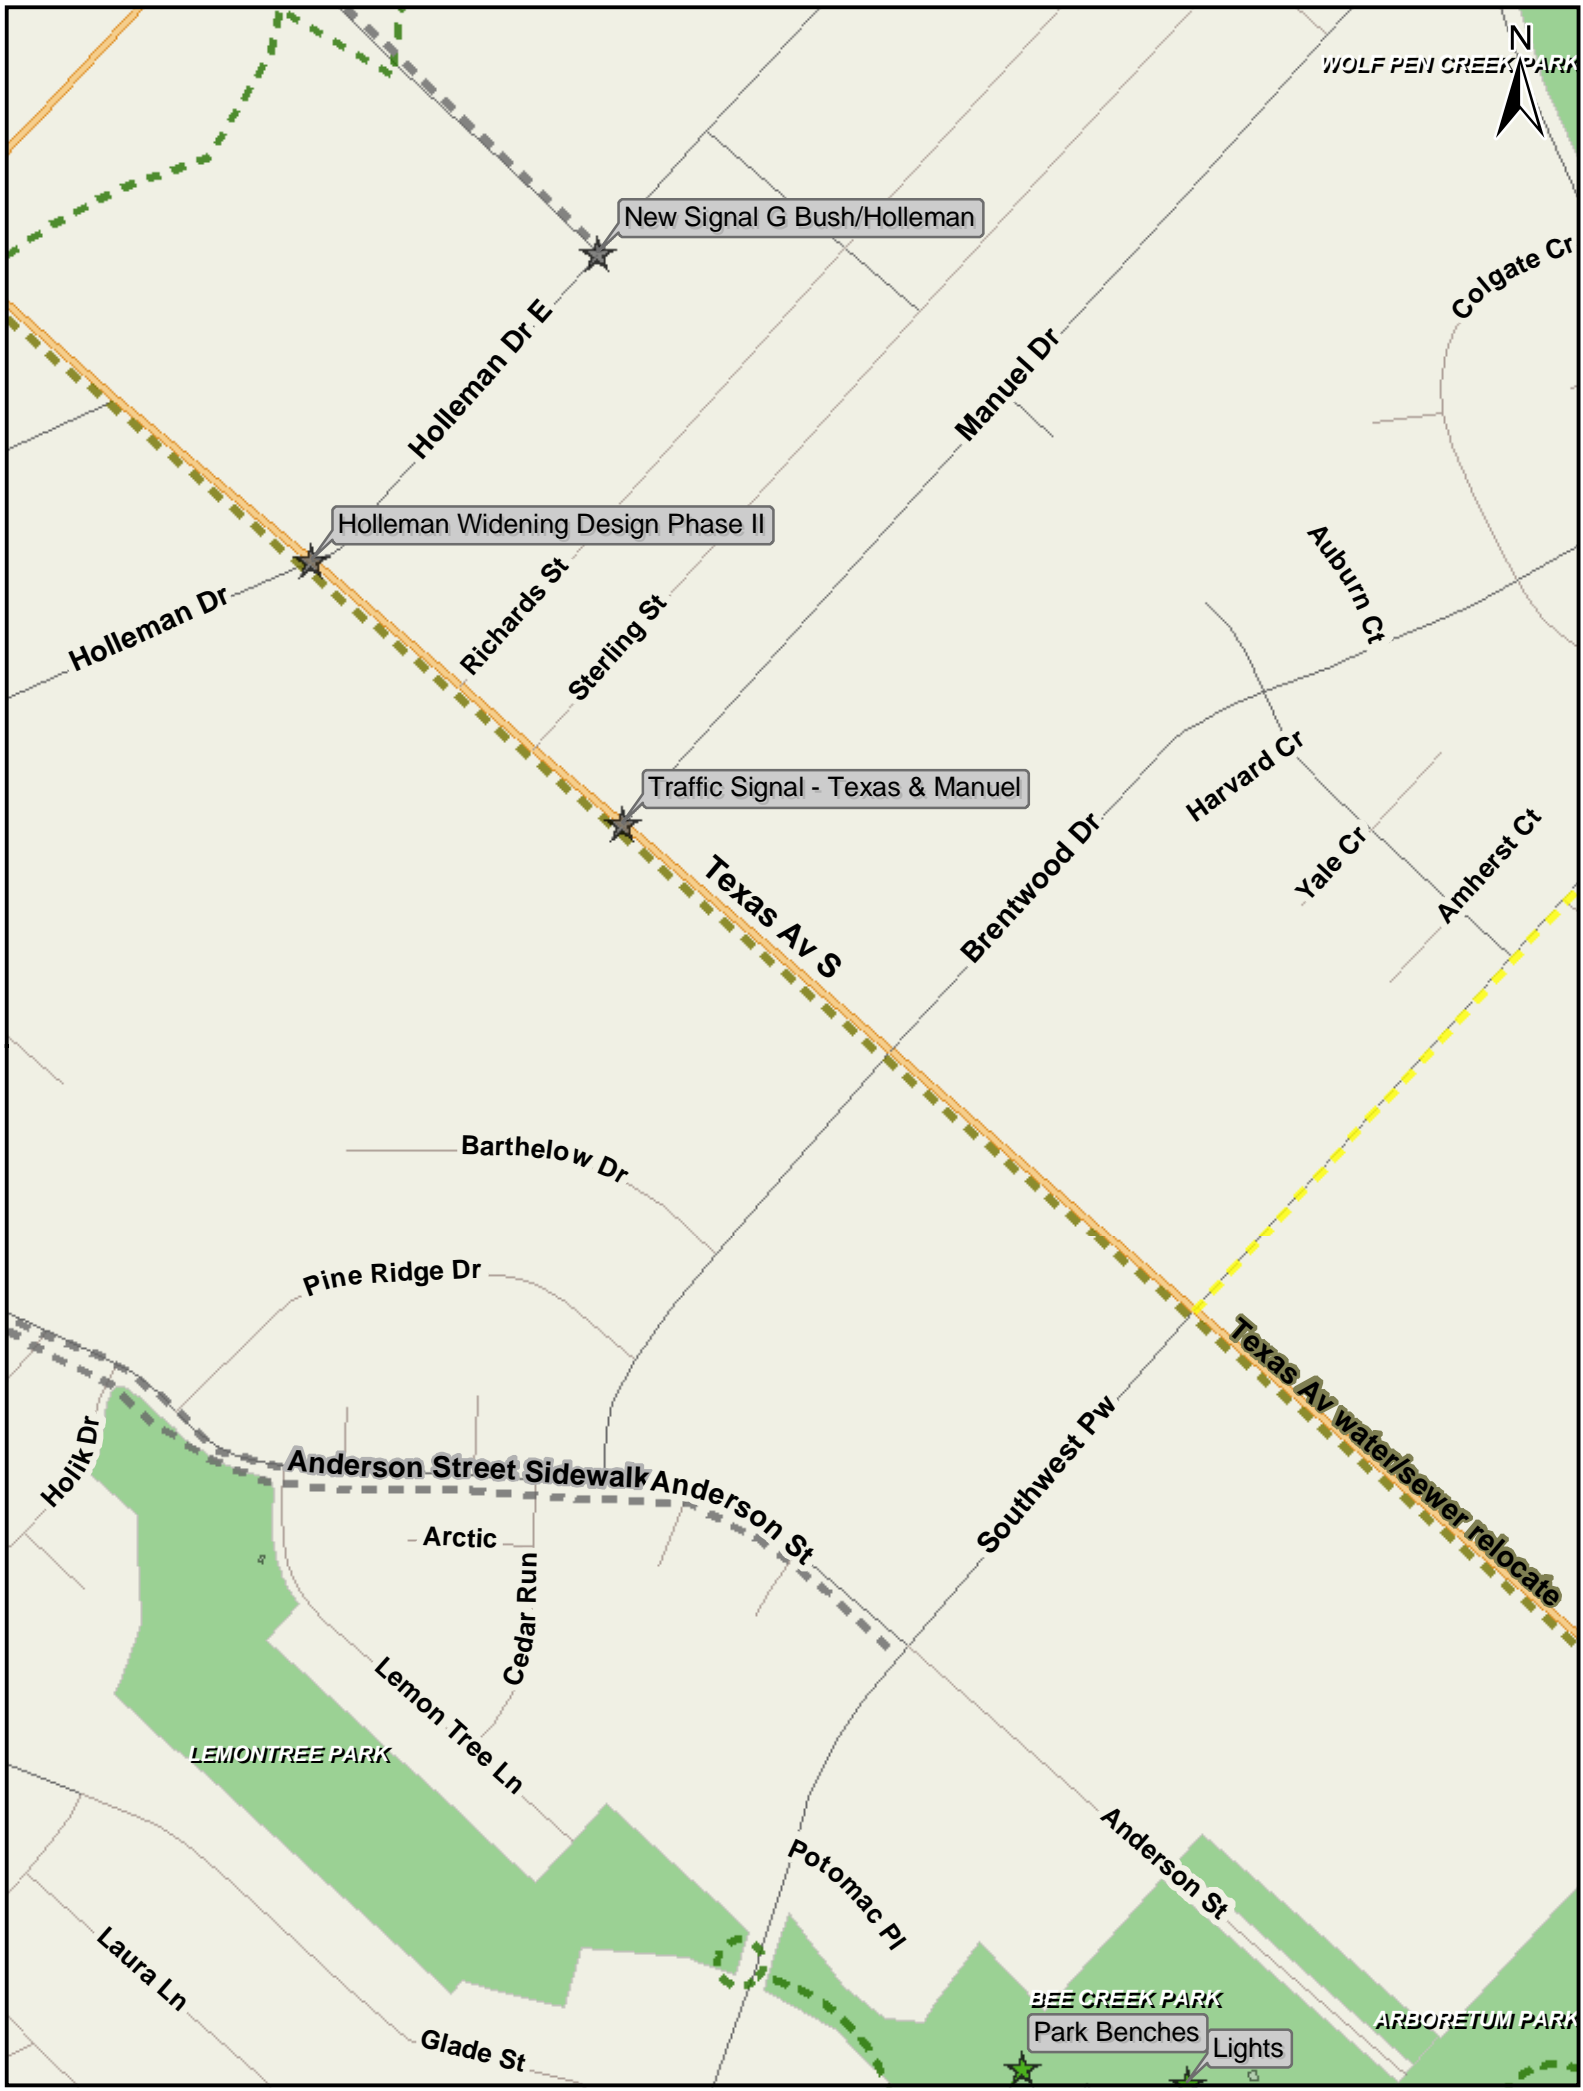 N
WOLF PEN CREEK PARK
New Signal G Bush/Holleman
Colgate Cr
Holleman Dr E
Manuel Dr
Holleman Widening Design Phase II
Auburn Ct
Richards St
Holleman Dr
Sterling St
Harvard Cr
Traffic Signal - Texas & Manuel
Yale Cr
Amherst Ct
Brentwood Dr
Texas Av S
Barthelow Dr
Pine Ridge Dr
Texas Av water/sewer relocate
Holik Dr
Southwest Pw
Anderson Street Sidewalk
Anderson St
Arctic
Cedar Run
Lemon Tree Ln
LEMONTREE PARK
Anderson St
Potomac Pl
Laura Ln
BEE CREEK PARK
ARBORETUM PARK
Park Benches
Lights
Glade St